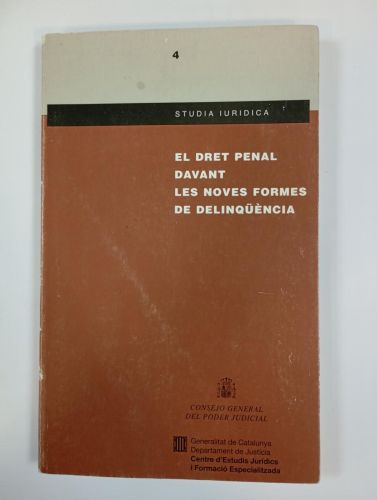 4
STUDIA IURIDICA
EL DRET PENAL
DAVANT
LES NOVES FORMES
DE DELINQÜÈNCIA
CONSEJO GENERAL
DEL PODER JUDICIAL
Generalitat de Catalunya
Departament de Justícia
Centre d'Estudis Jurídics
i Formació Especialitzada